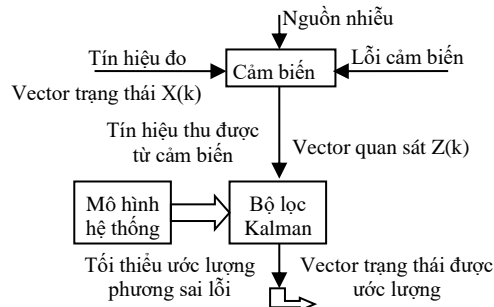 Nguồn nhiễu
Tín hiệu đo
Cảm biến
Lỗi cảm biến
Vector trạng thái X(k)
Tín hiệu thu được
từ cảm biến
Vector quan sát Z(k)
Mô hình
hệ thống
Bộ lọc
Kalman
Tối thiểu ước lượng
phương sai lỗi
Vector trạng thái được
ước lượng